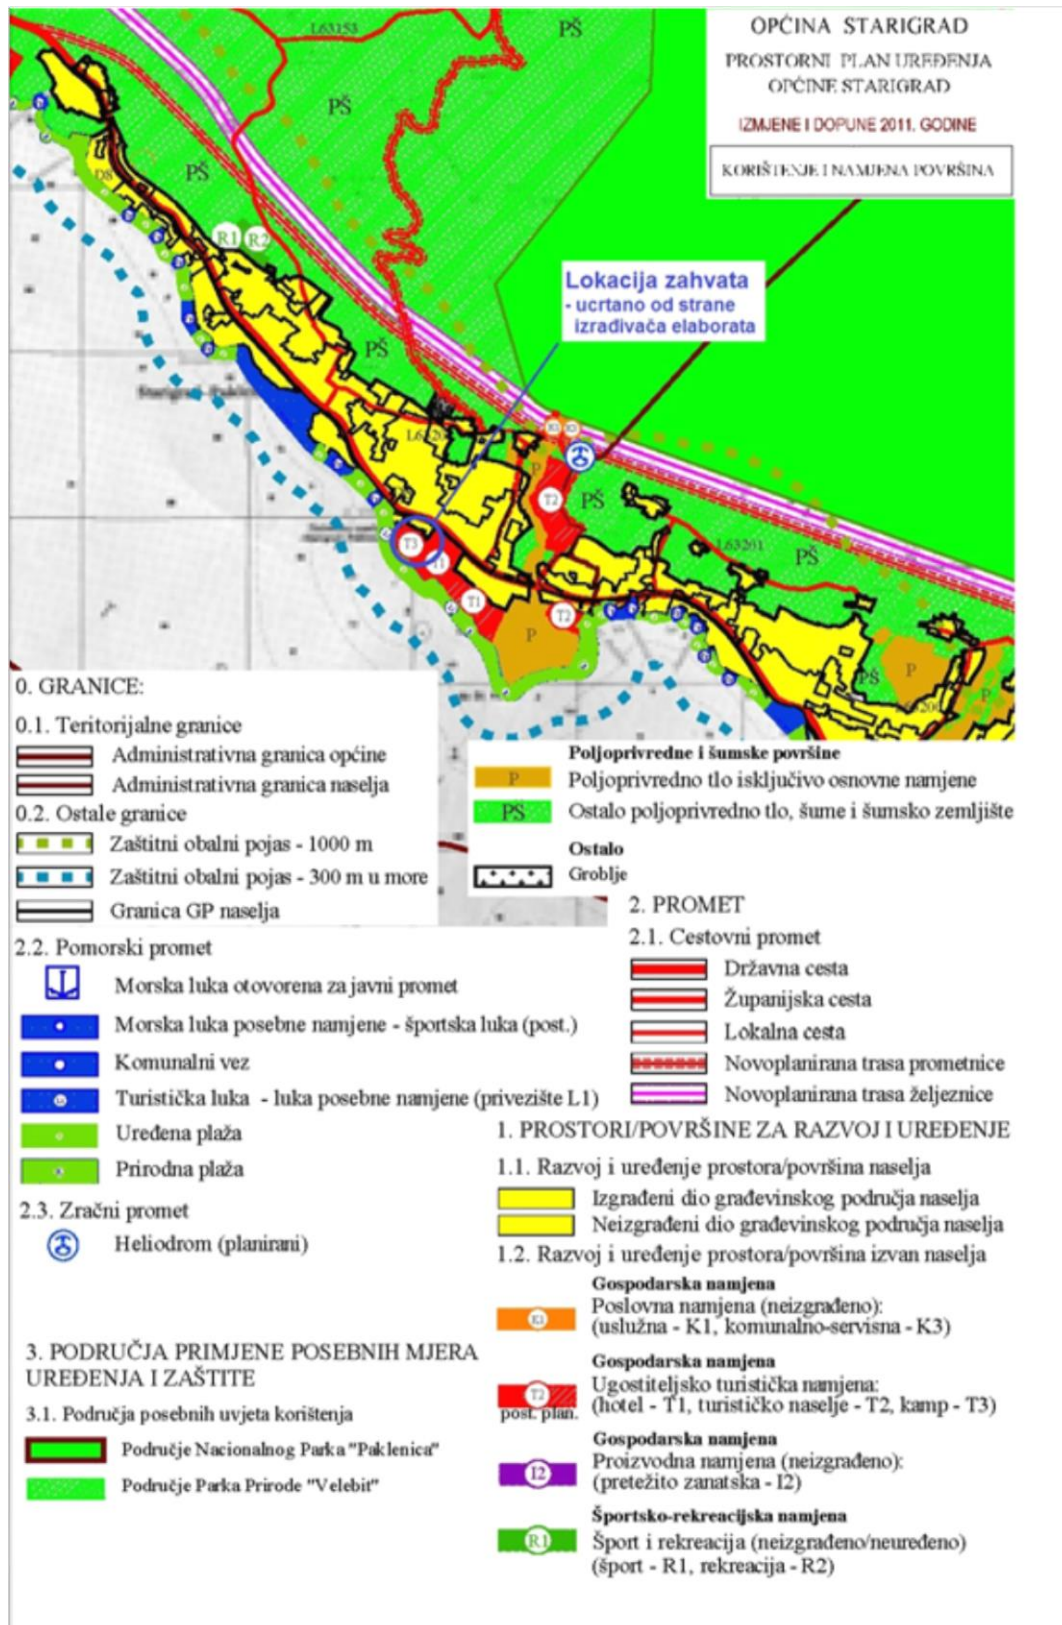 OPĆINA STARIGRAD
PROSTORNI PLAN UREĐENJA
OPĆINE STARIGRAD
IZMJENE I DOPUNE 2011. GODINE
KORIŠTENJE I NAMJENA POVRŠINA
L63153
PŠ
PŠ
PŠ
R1 R2
Lokacija zahvata
- ucrtano od strane
izrađivača elaborata
PŠ
K1 K3
P
T2
PŠ
T3
T1
L63201
PŠ
T1
T2
P
P
PŠ
P
0. GRANICE:
0.1. Teritorijalne granice
Administrativna granica općine
Administrativna granica naselja
0.2. Ostale granice
Zaštitni obalni pojas - 1000 m
Zaštitni obalni pojas - 300 m u more
Granica GP naselja
Poljoprivredne i šumske površine
P Poljoprivredno tlo isključivo osnovne namjene
PŠ Ostalo poljoprivredno tlo, šume i šumsko zemljište
Ostalo
Groblje
2. PROMET
2.1. Cestovni promet
Državna cesta
Županijska cesta
Lokalna cesta
Novoplanirana trasa prometnice
Novoplanirana trasa željeznice
2.2. Pomorski promet
Morska luka otovorena za javni promet
Morska luka posebne namjene - športska luka (post.)
Komunalni vez
Turistička luka - luka posebne namjene (privezište L1)
Uređena plaža
Prirodna plaža
2.3. Zračni promet
Heliodrom (planirani)
1. PROSTORI/POVRŠINE ZA RAZVOJ I UREĐENJE
1.1. Razvoj i uređenje prostora/površina naselja
Izgrađeni dio građevinskog područja naselja
Neizgrađeni dio građevinskog područja naselja
1.2. Razvoj i uređenje prostora/površina izvan naselja
Gospodarska namjena
K1 Poslovna namjena (neizgrađeno):
(uslužna - K1, komunalno-servisna - K3)
Gospodarska namjena
T2 Ugostiteljsko turistička namjena:
post. plan. (hotel - T1, turističko naselje - T2, kamp - T3)
Gospodarska namjena
I2 Proizvodna namjena (neizgrađeno):
(pretežito zanatska - I2)
Športsko-rekreacijska namjena
R1 Šport i rekreacija (neizgrađeno/neuređeno)
(šport - R1, rekreacija - R2)
3. PODRUČJA PRIMJENE POSEBNIH MJERA
UREĐENJA I ZAŠTITE
3.1. Područja posebnih uvjeta korištenja
Područje Nacionalnog Parka "Paklenica"
Područje Parka Prirode "Velebit"